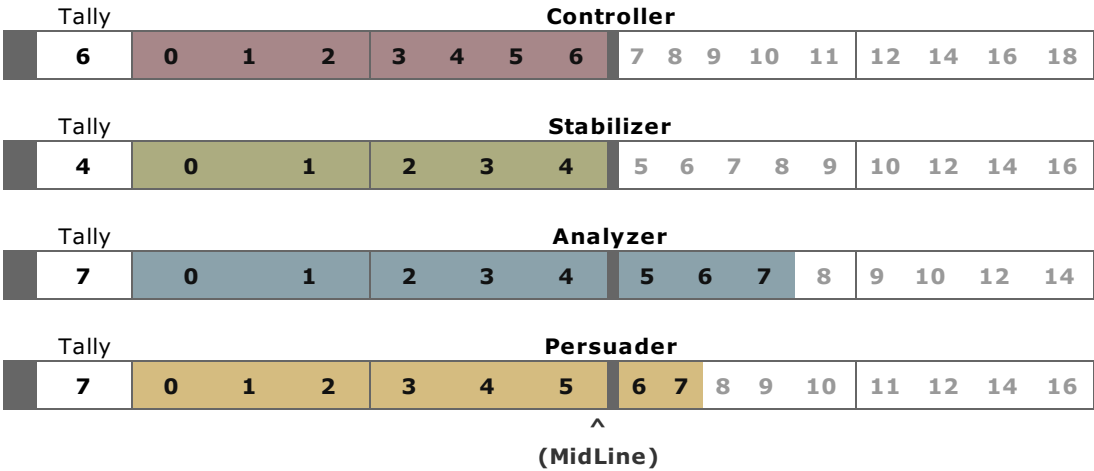 Tally Controller
6 0 1 2 3 4 5 6 7 8 9 10 11 12 14 16 18
Tally Stabilizer
4 0 1 2 3 4 5 6 7 8 9 10 12 14 16
Tally Analyzer
7 0 1 2 3 4 5 6 7 8 9 10 12 14
Tally Persuader
7 0 1 2 3 4 5 6 7 8 9 10 11 12 14 16
^
(MidLine)